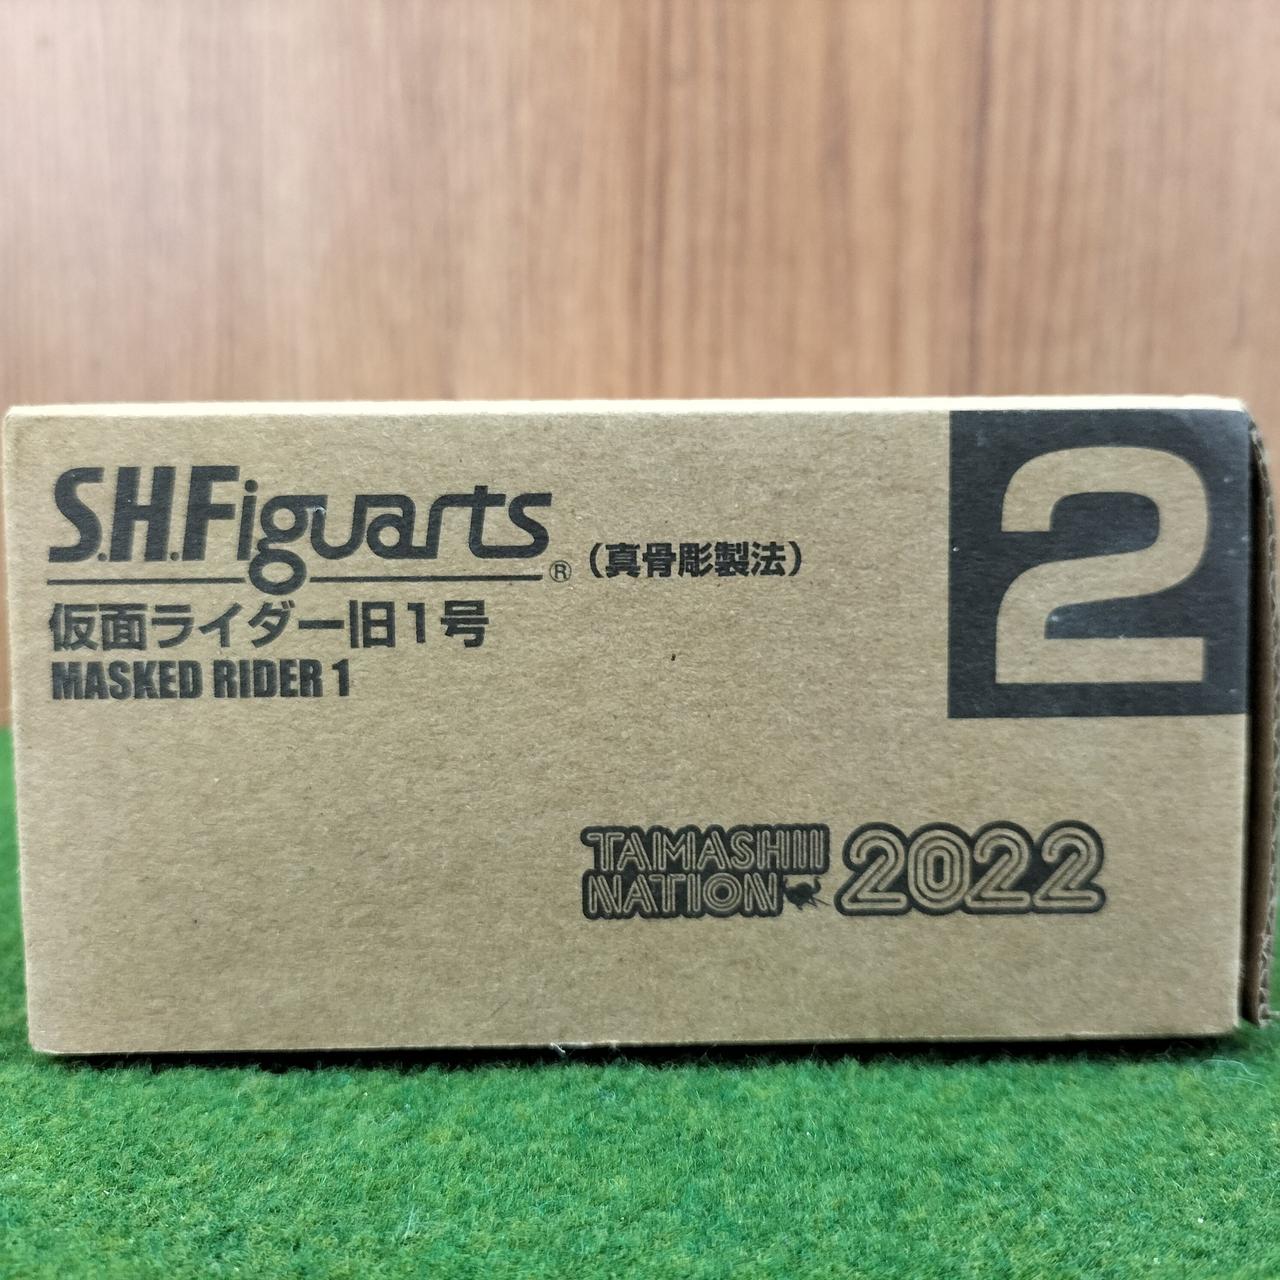 S.H.Figuarts® (真骨彫製法)
仮面ライダー旧1号
MASKED RIDER 1
2
TAMASHII
NATION 2022